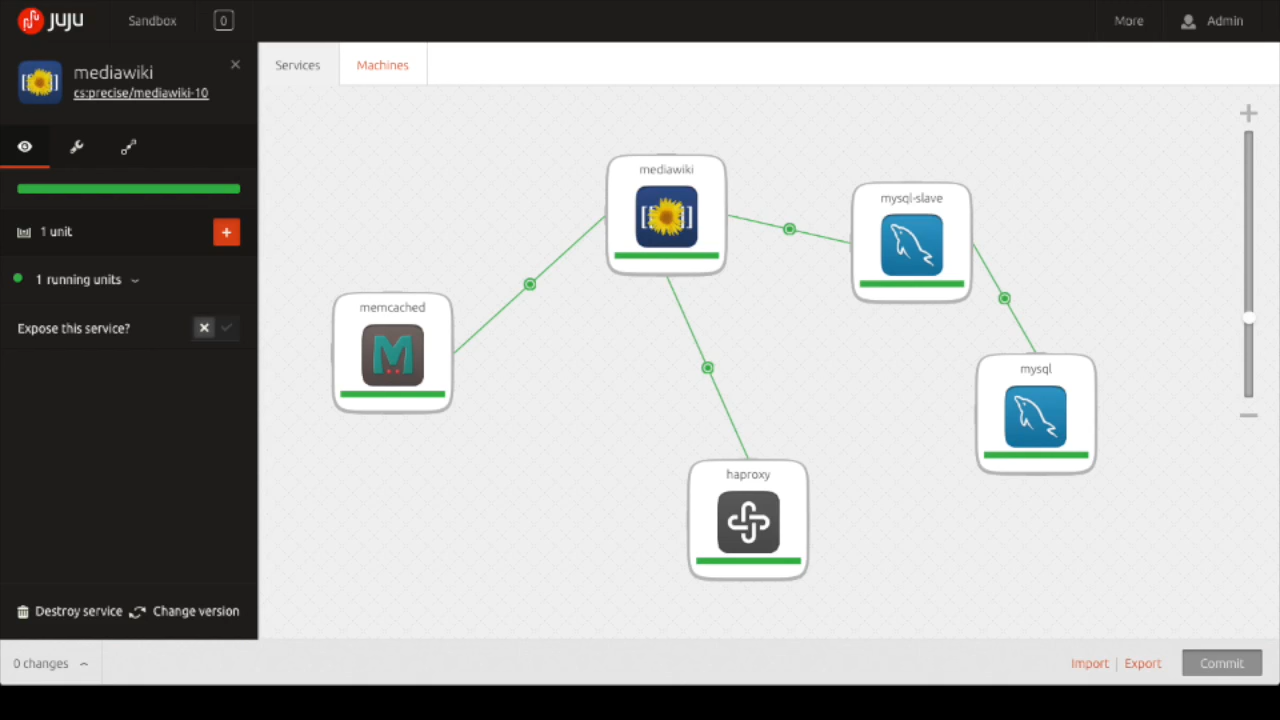 juju Sandbox 0 More Admin
mediawiki
cs:precise/mediawiki-10
1 unit
1 running units
Expose this service?
Destroy service Change version
Services Machines
mediawiki
[[ ]]
mysql-slave
memcached
M
mysql
haproxy
0 changes
Import | Export Commit